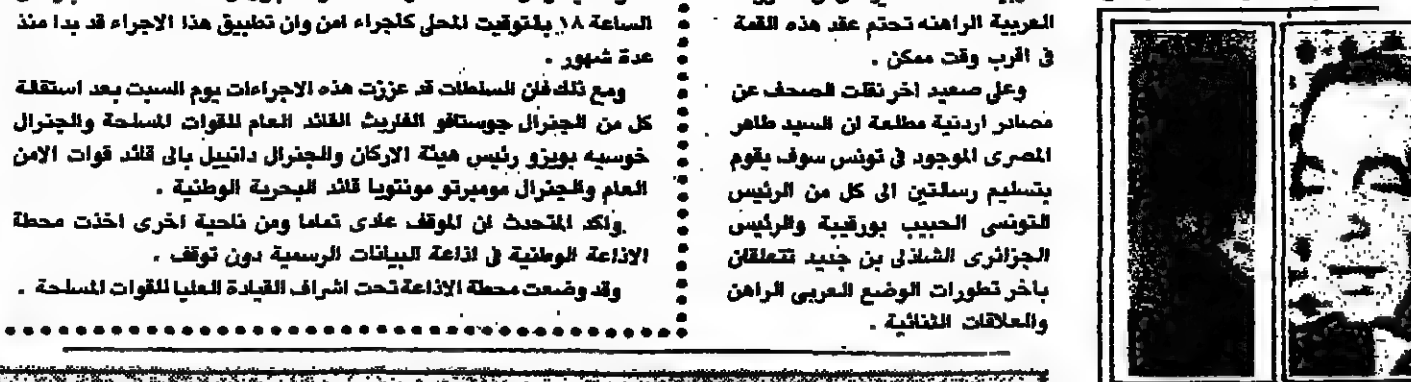 العربية الراهنه تحتم عقد هذه القمة
فى اقرب وقت ممكن .
وعلى صعيد اخر نقلت الصحف عن
مصادر اردنية مطلعة ان السيد طاهر
المصرى الموجود فى تونس سوف يقوم
بتسليم رسالتين الى كل من الرئيس
التونسى الحبيب بورقيبة والرئيس
الجزائرى الشاذلى بن جديد تتعلقان
باخر تطورات الوضع العربى الراهن
والعلاقات الثنائية .
الساعة ١٨ بالتوقيت المحلى كاجراء امن وان تطبيق هذا الاجراء قد بدا منذ
عدة شهور .
ومع ذلك فان السلطات قد عززت هذه الاجراءات يوم السبت بعد استقالة
كل من الجنرال جوستافو الفاريث القائد العام للقوات المسلحة والجنرال
خوسيه بويزو رئيس هيئة الاركان والجنرال دانييل بالى قائد قوات الامن
العام والجنرال مومبرتو مونتويا قائد البحرية الوطنية .
واكد المتحدث ان الموقف عادى تماما ومن ناحية اخرى اخذت محطة
الاذاعة الوطنية فى اذاعة البيانات الرسمية دون توقف .
وقد وضعت محطة الاذاعة تحت اشراف القيادة العليا للقوات المسلحة .